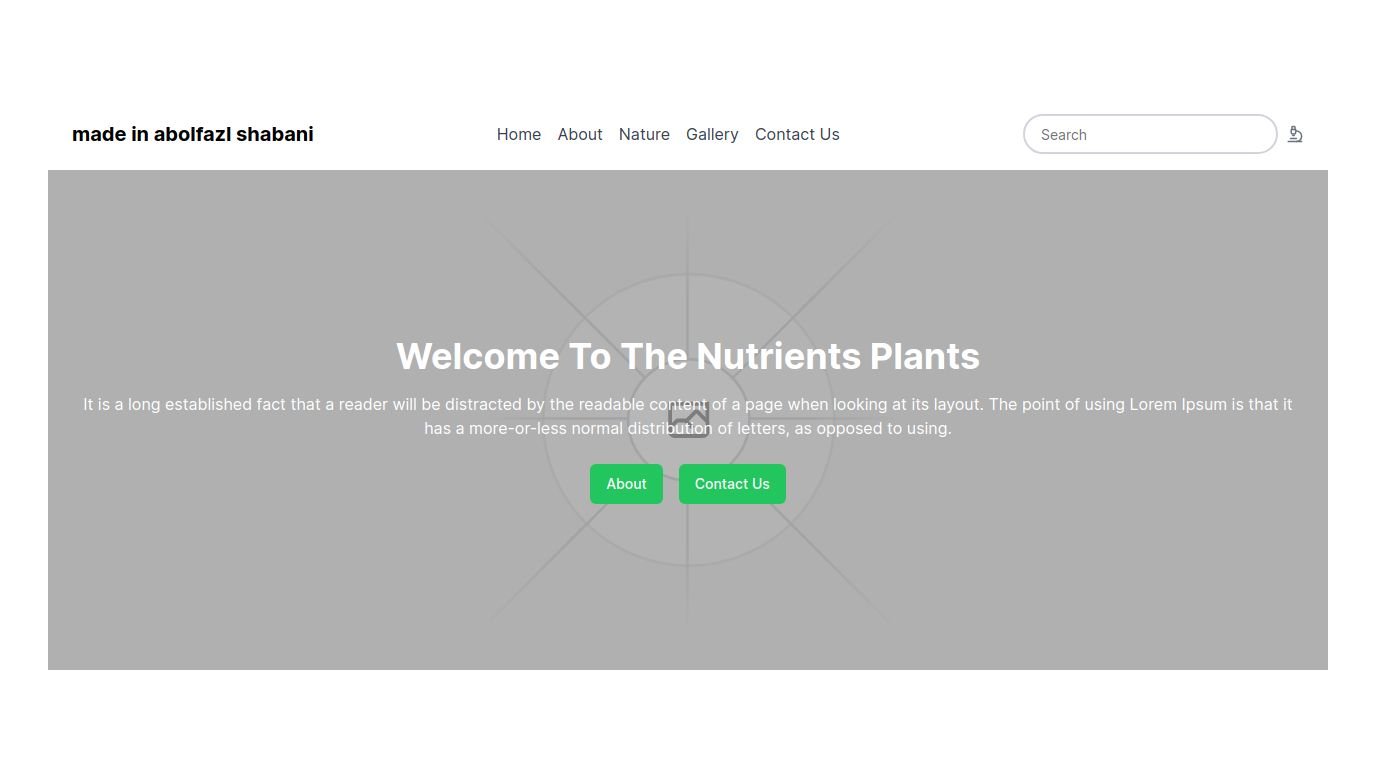 made in abolfazl shabani
Home About Nature Gallery Contact Us
Search
Welcome To The Nutrients Plants
It is a long established fact that a reader will be distracted by the readable content of a page when looking at its layout. The point of using Lorem Ipsum is that it
has a more-or-less normal distribution of letters, as opposed to using.
About Contact Us